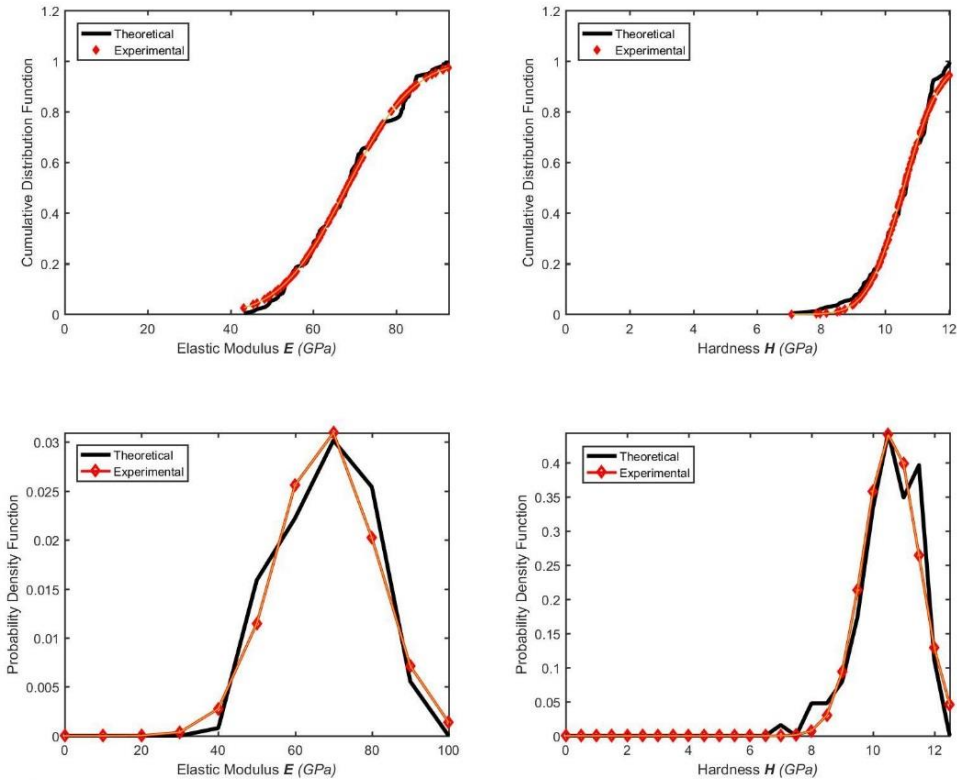 1.2
1
0.8
0.6
0.4
0.2
0
Cumulative Distribution Function
Theoretical
Experimental
0 20 40 60 80
Elastic Modulus E (GPa)
1.2
1
0.8
0.6
0.4
0.2
0
Cumulative Distribution Function
Theoretical
Experimental
0 2 4 6 8 10 12
Hardness H (GPa)
0.03
0.025
0.02
0.015
0.01
0.005
0
Probability Density Function
Theoretical
Experimental
0 20 40 60 80 100
Elastic Modulus E (GPa)
0.4
0.35
0.3
0.25
0.2
0.15
0.1
0.05
0
Probability Density Function
Theoretical
Experimental
0 2 4 6 8 10 12
Hardness H (GPa)